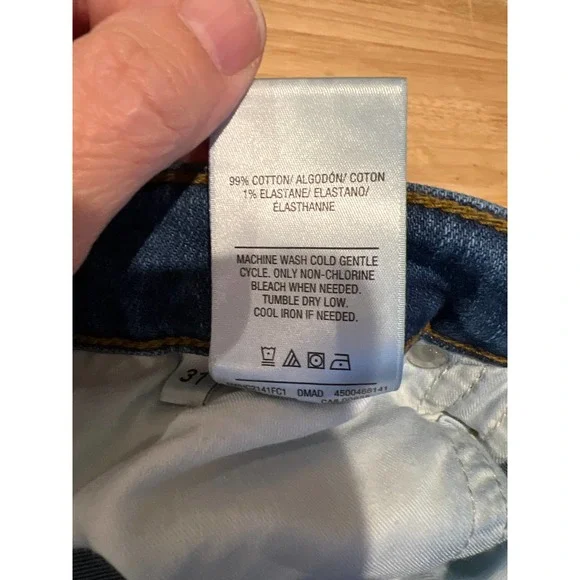 99% COTTON/ ALGODÓN/ COTON
1% ELASTANE/ ELASTANO/
ÉLASTHANNE
MACHINE WASH COLD GENTLE
CYCLE. ONLY NON-CHLORINE
BLEACH WHEN NEEDED.
TUMBLE DRY LOW.
COOL IRON IF NEEDED.
DMAD 4500488141